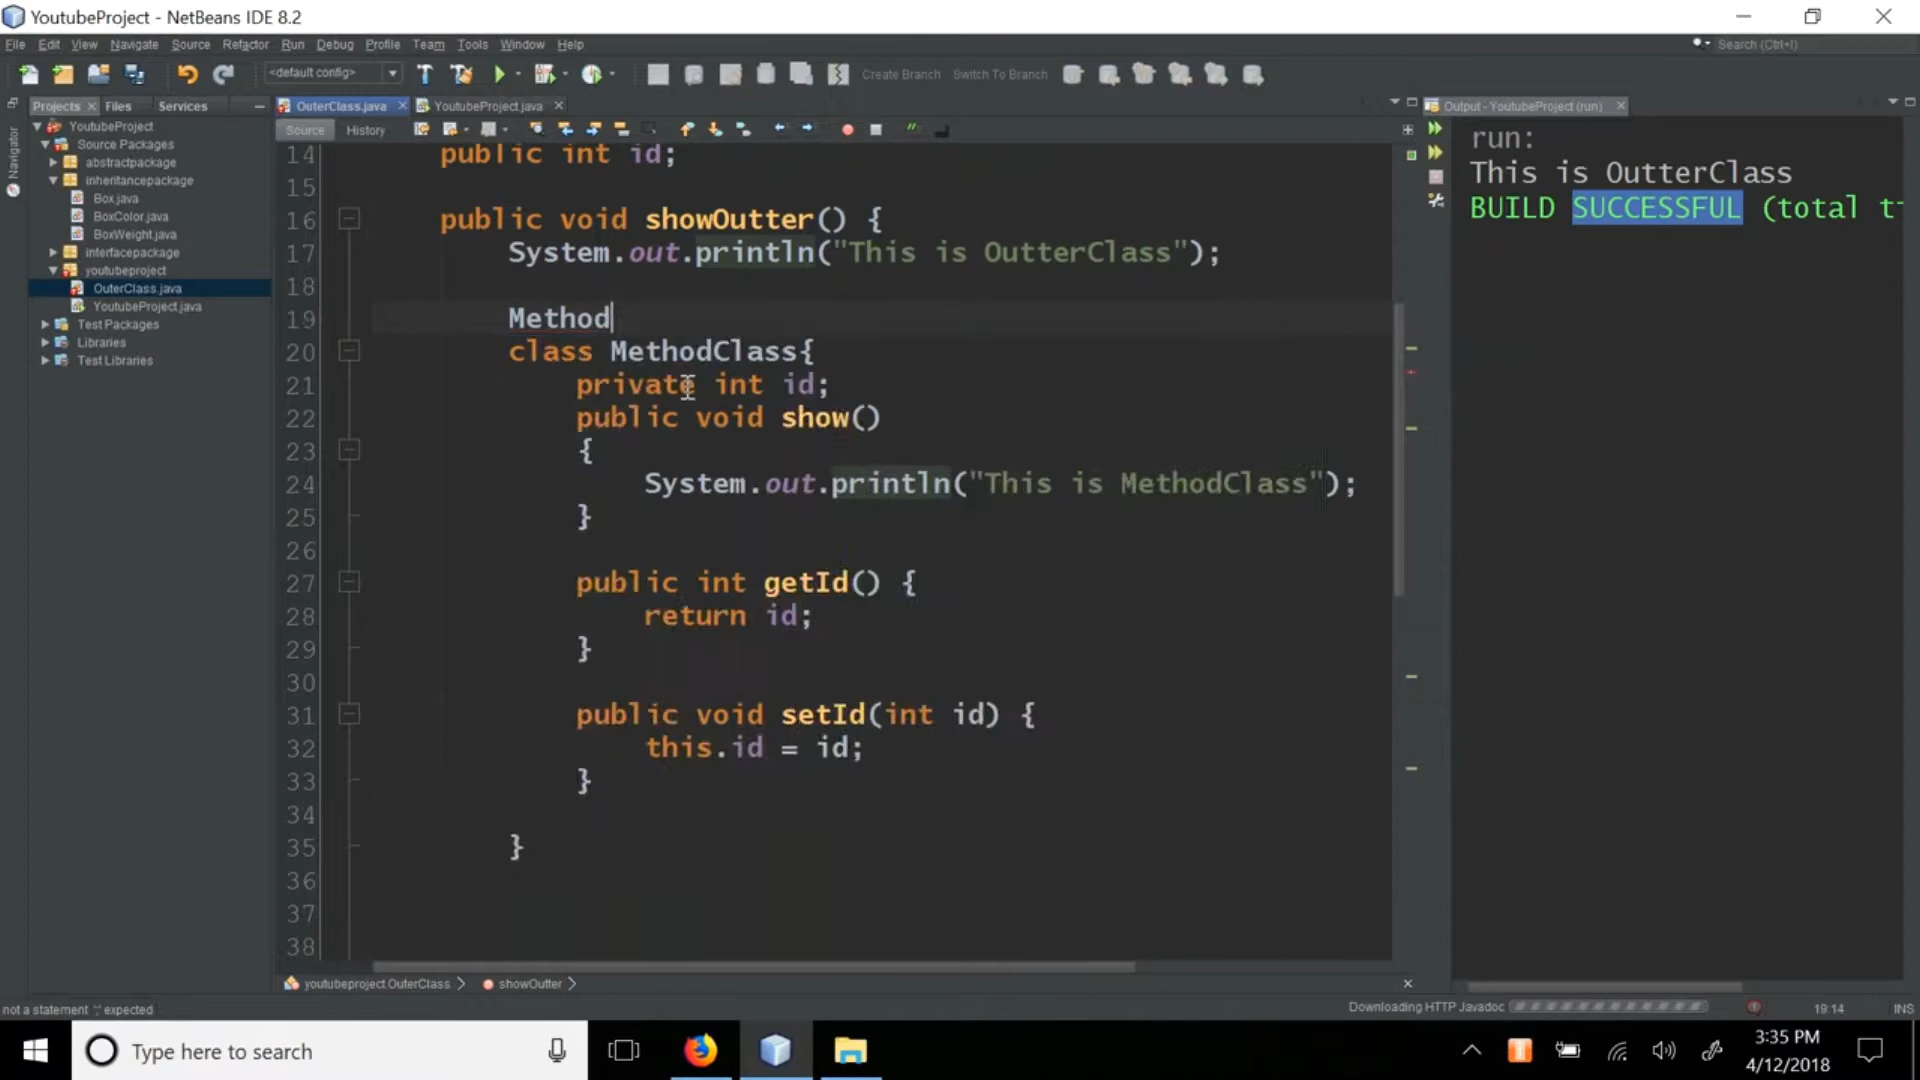 YoutubeProject - NetBeans IDE 8.2
File Edit View Navigate Source Refactor Run Debug Profile Team Tools Window Help
Search (Ctrl+I)
<default config>
Create Branch Switch To Branch
Projects Files Services
OuterClass.java YoutubeProject.java
Output - YoutubeProject (run)
Navigator
YoutubeProject
Source Packages
abstractpackage
inheritancepackage
Box.java
BoxColor.java
BoxWeight.java
interfacepackage
youtubeproject
OuterClass.java
YoutubeProject.java
Test Packages
Libraries
Test Libraries
Source History
14 public int id;
15
16 public void showOutter() {
17 System.out.println("This is OutterClass");
18
19 Method
20 class MethodClass{
21 private int id;
22 public void show()
23 {
24 System.out.println("This is MethodClass");
25 }
26
27 public int getId() {
28 return id;
29 }
30
31 public void setId(int id) {
32 this.id = id;
33 }
34
35 }
36
37
38
run:
This is OutterClass
BUILD SUCCESSFUL (total
youtubeproject.OuterClass showOutter
not a statement ';' expected
Downloading HTTP Javadoc
19:14 INS
Type here to search
3:35 PM
4/12/2018